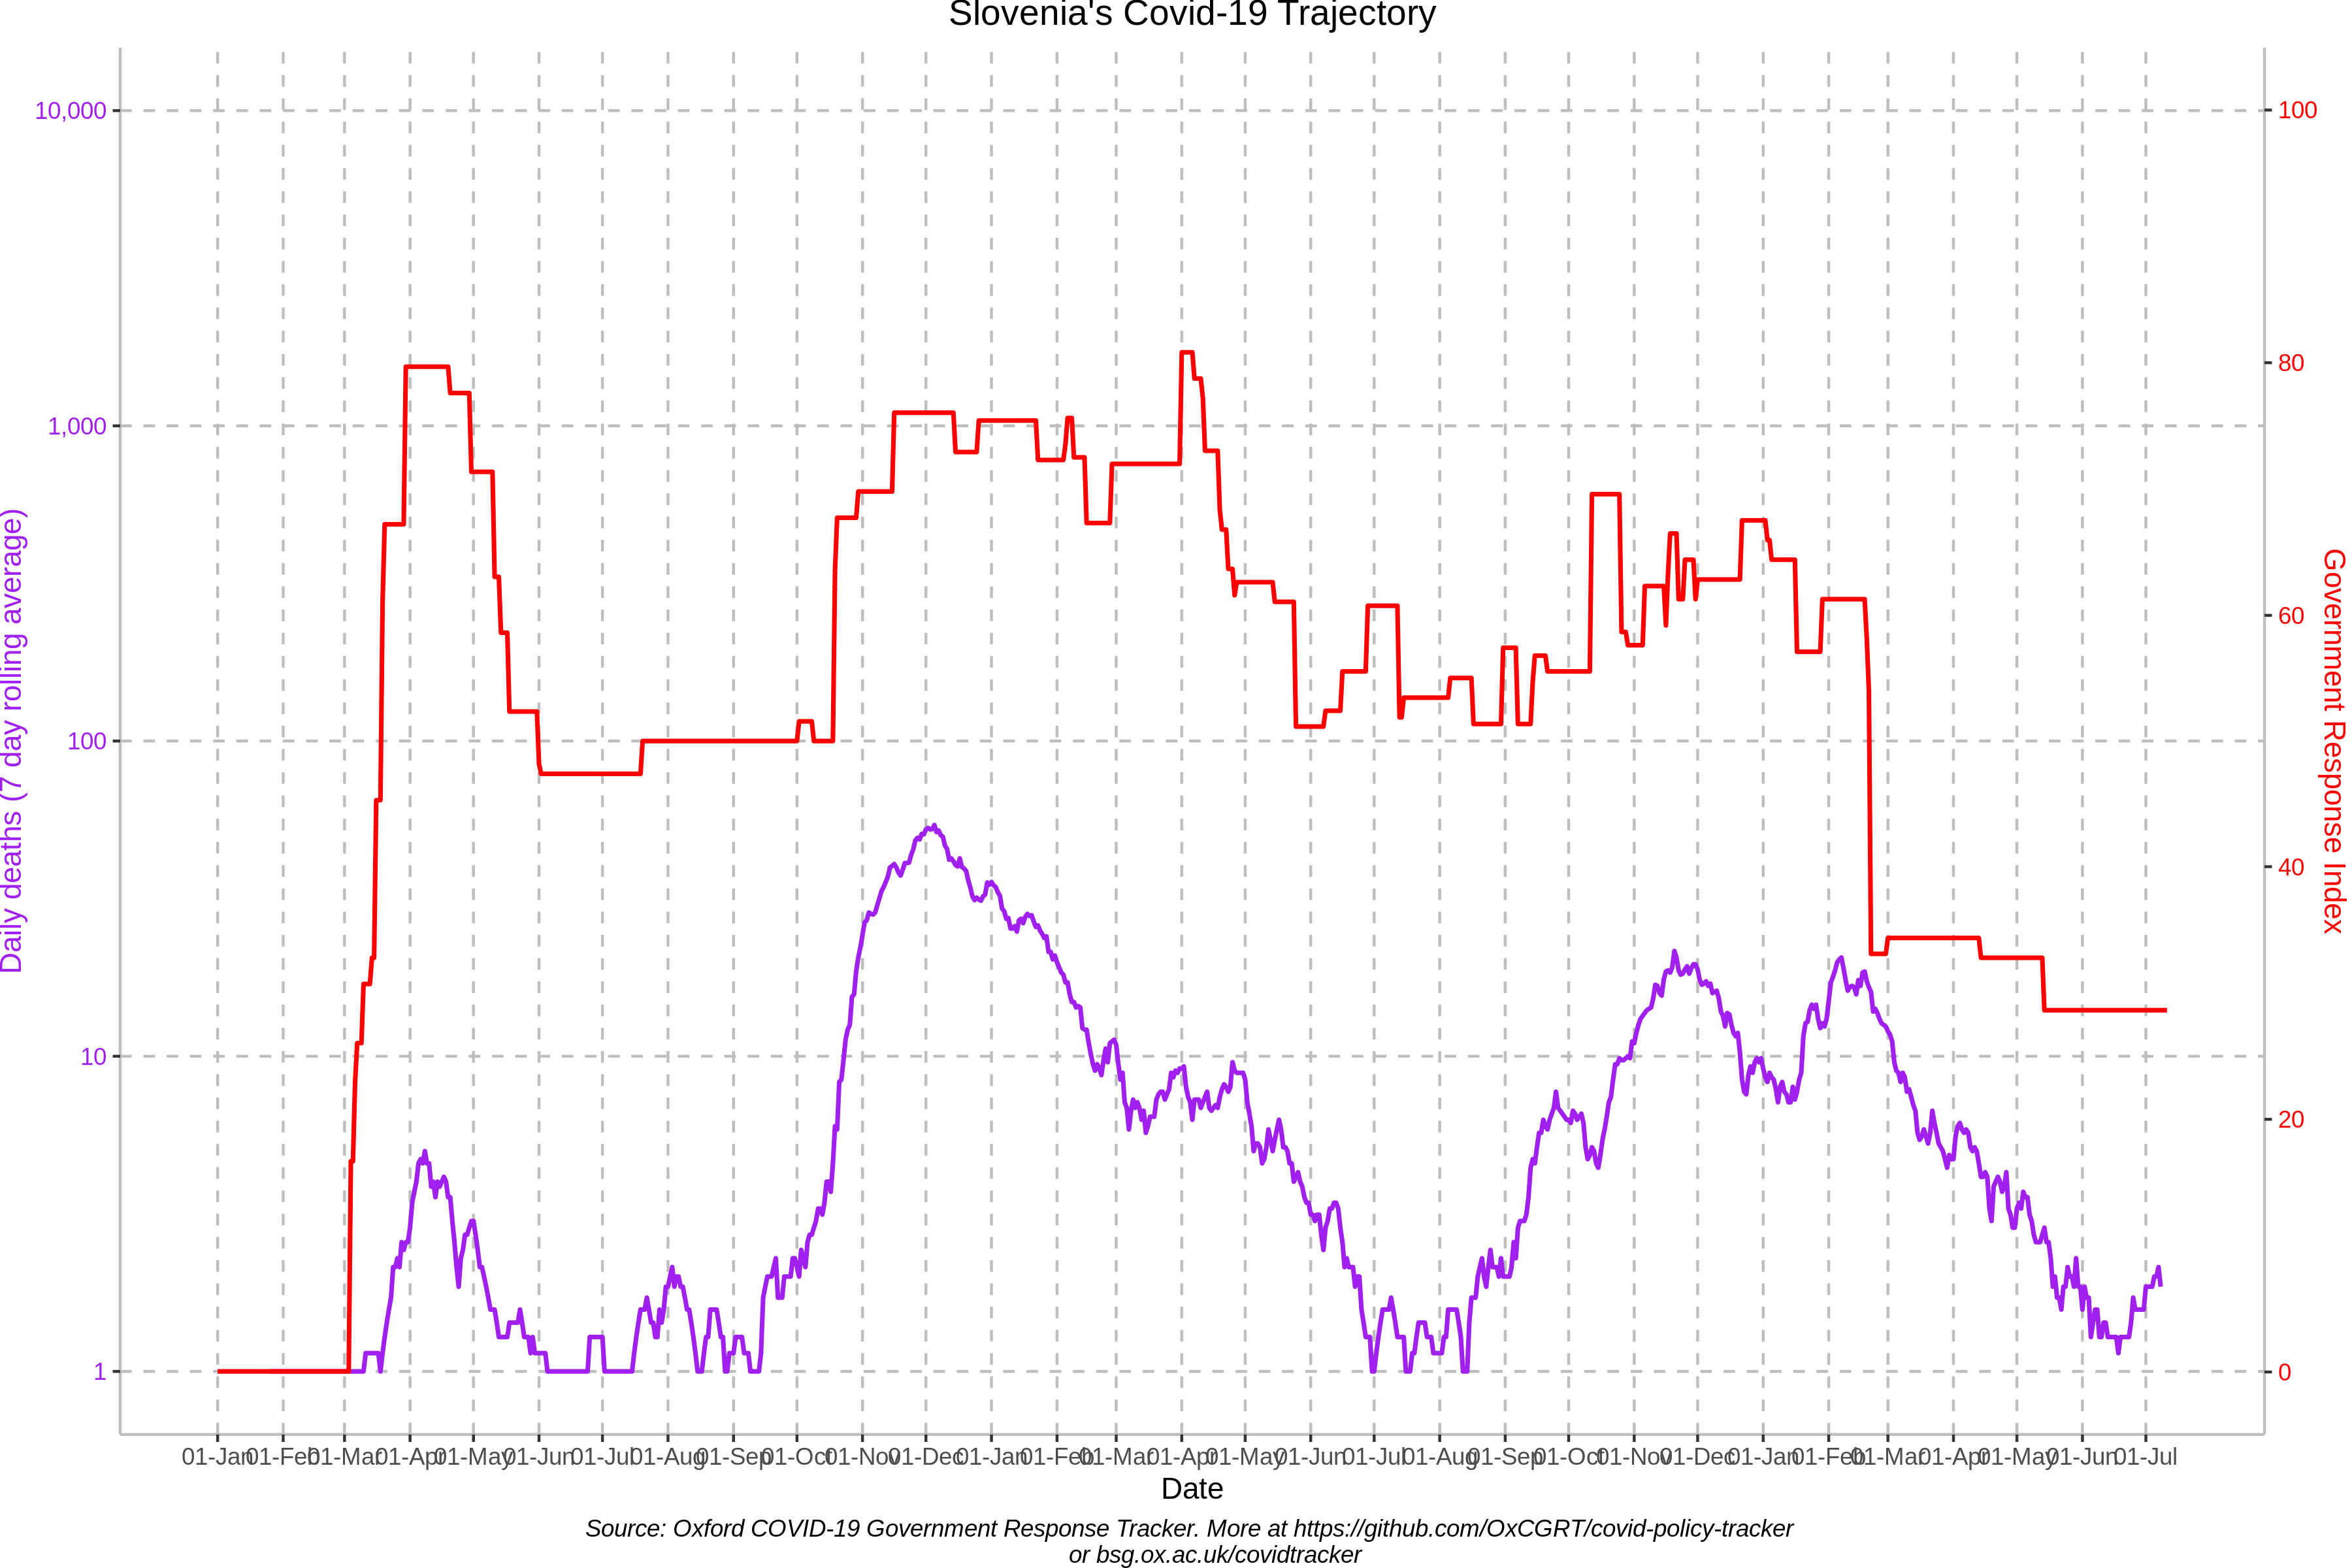 Slovenia's Covid-19 Trajectory
10,000
1,000
100
10
1
Daily deaths (7 day rolling average)
100
80
60
40
20
0
Government Response Index
01-Jan 01-Feb 01-Mar 01-Apr 01-May 01-Jun 01-Jul 01-Aug 01-Sep 01-Oct 01-Nov 01-Dec 01-Jan 01-Feb 01-Mar 01-Apr 01-May 01-Jun 01-Jul 01-Aug 01-Sep 01-Oct 01-Nov 01-Dec 01-Jan 01-Feb 01-Mar 01-Apr 01-May 01-Jun 01-Jul
Date
Source: Oxford COVID-19 Government Response Tracker. More at https://github.com/OxCGRT/covid-policy-tracker
or bsg.ox.ac.uk/covidtracker